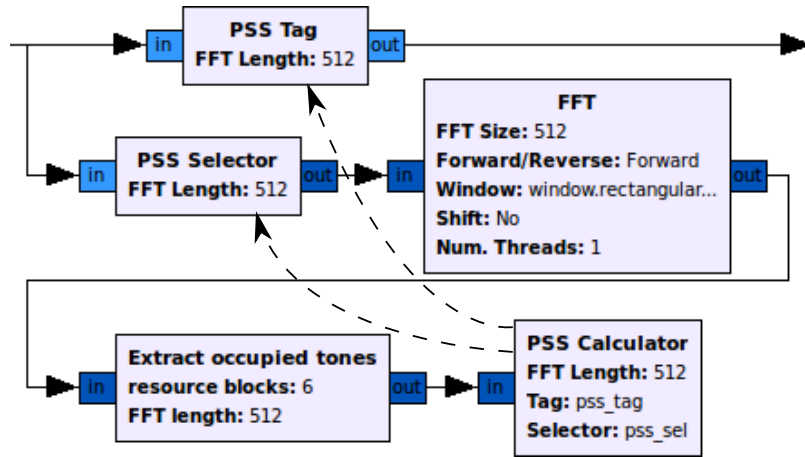 PSS Tag
in
out
FFT Length: 512
FFT
FFT Size: 512
PSS Selector
Forward/Reverse: Forward
in
out
in
Window: window.rectangular...
out
FFT Length: 512
Shift: No
Num. Threads: 1
PSS Calculator
Extract occupied tones
FFT Length: 512
in
resource blocks: 6
out
in
Tag: pss_tag
FFT length: 512
Selector: pss_sel